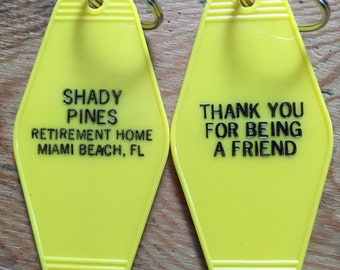 SHADY
PINES
RETIREMENT HOME
MIAMI BEACH, FL
THANK YOU
FOR BEING
A FRIEND